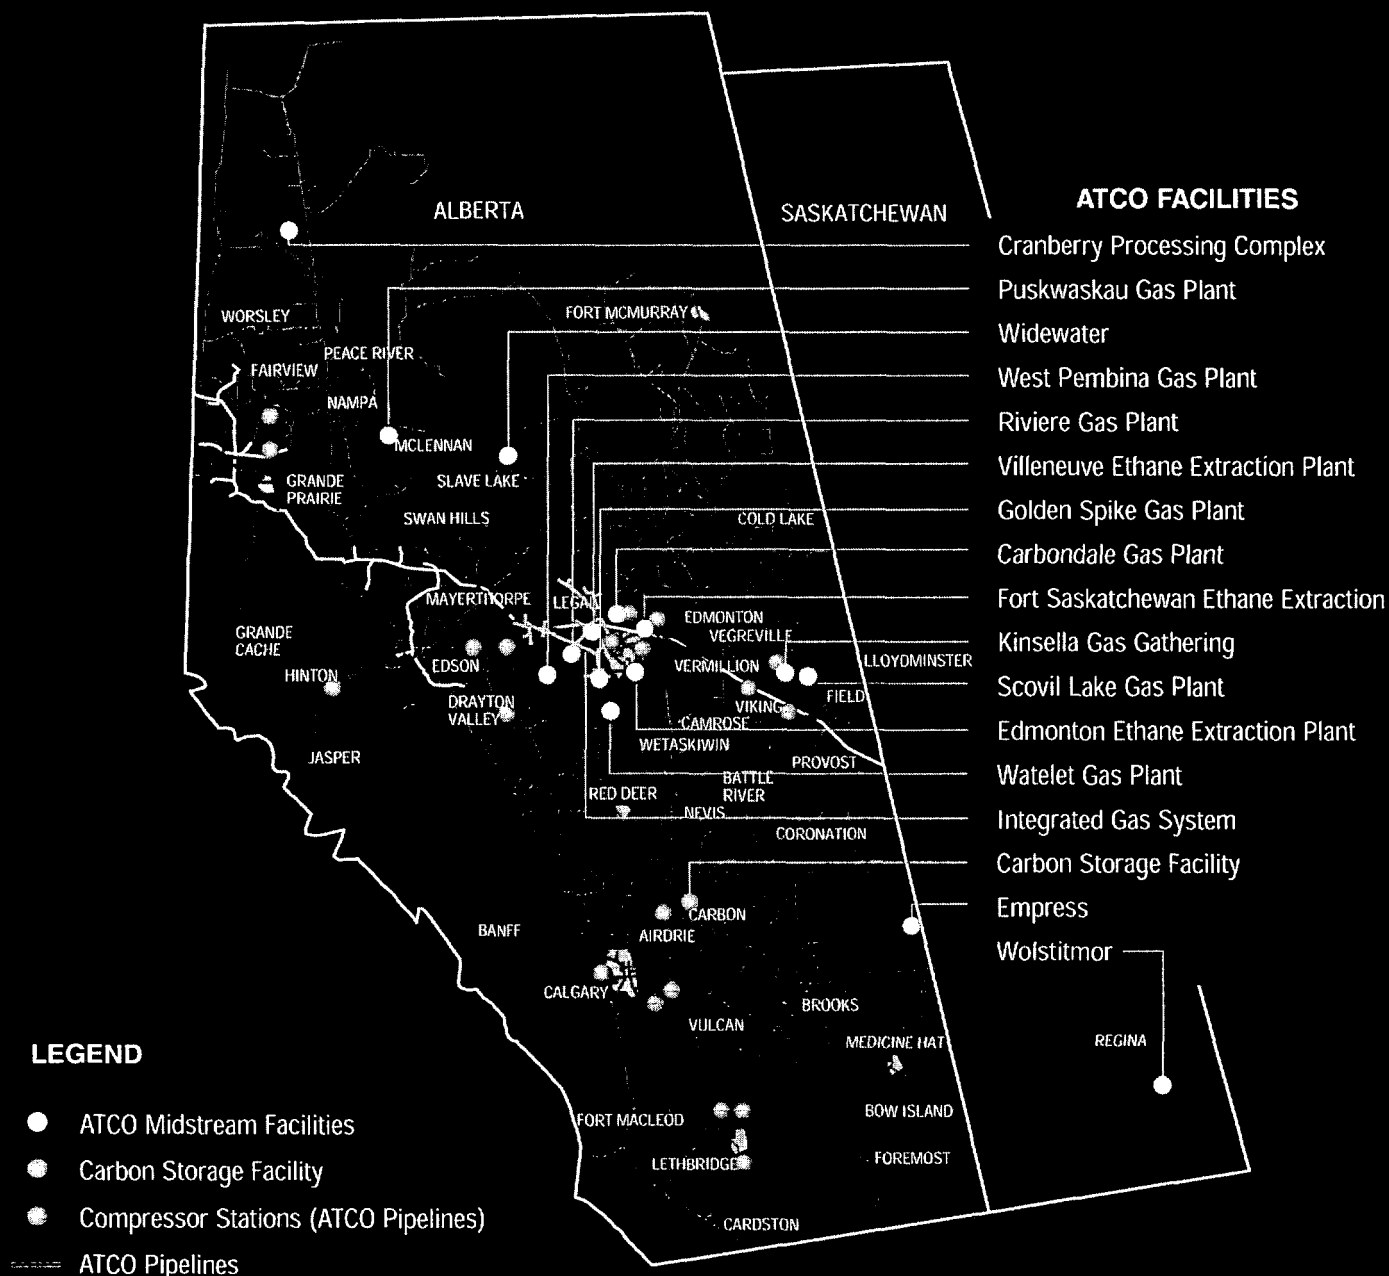 ALBERTA
SASKATCHEWAN
ATCO FACILITIES
Cranberry Processing Complex
Puskwaskau Gas Plant
Widewater
West Pembina Gas Plant
Riviere Gas Plant
Villeneuve Ethane Extraction Plant
Golden Spike Gas Plant
Carbondale Gas Plant
Fort Saskatchewan Ethane Extraction
Kinsella Gas Gathering
Scovil Lake Gas Plant
Edmonton Ethane Extraction Plant
Watelet Gas Plant
Integrated Gas System
Carbon Storage Facility
Empress
Wolstitmor
WORSLEY
FORT MCMURRAY
PEACE RIVER
FAIRVIEW
NAMPA
MCLENNAN
GRANDE
PRAIRIE
SLAVE LAKE
SWAN HILLS
COLD LAKE
MAYERTHORPE
LEGAL
EDMONTON
VEGREVILLE
GRANDE
CACHE
EDSON
VERMILLION
LLOYDMINSTER
HINTON
FIELD
DRAYTON
VALLEY
VIKING
CAMROSE
WETASKIWIN
JASPER
PROVOST
BATTLE
RIVER
RED DEER
NEVIS
CORONATION
CARBON
BANFF
AIRDRIE
CALGARY
BROOKS
VULCAN
MEDICINE HAT
REGINA
FORT MACLEOD
BOW ISLAND
LETHBRIDGE
FOREMOST
CARDSTON
LEGEND
ATCO Midstream Facilities
Carbon Storage Facility
Compressor Stations (ATCO Pipelines)
ATCO Pipelines